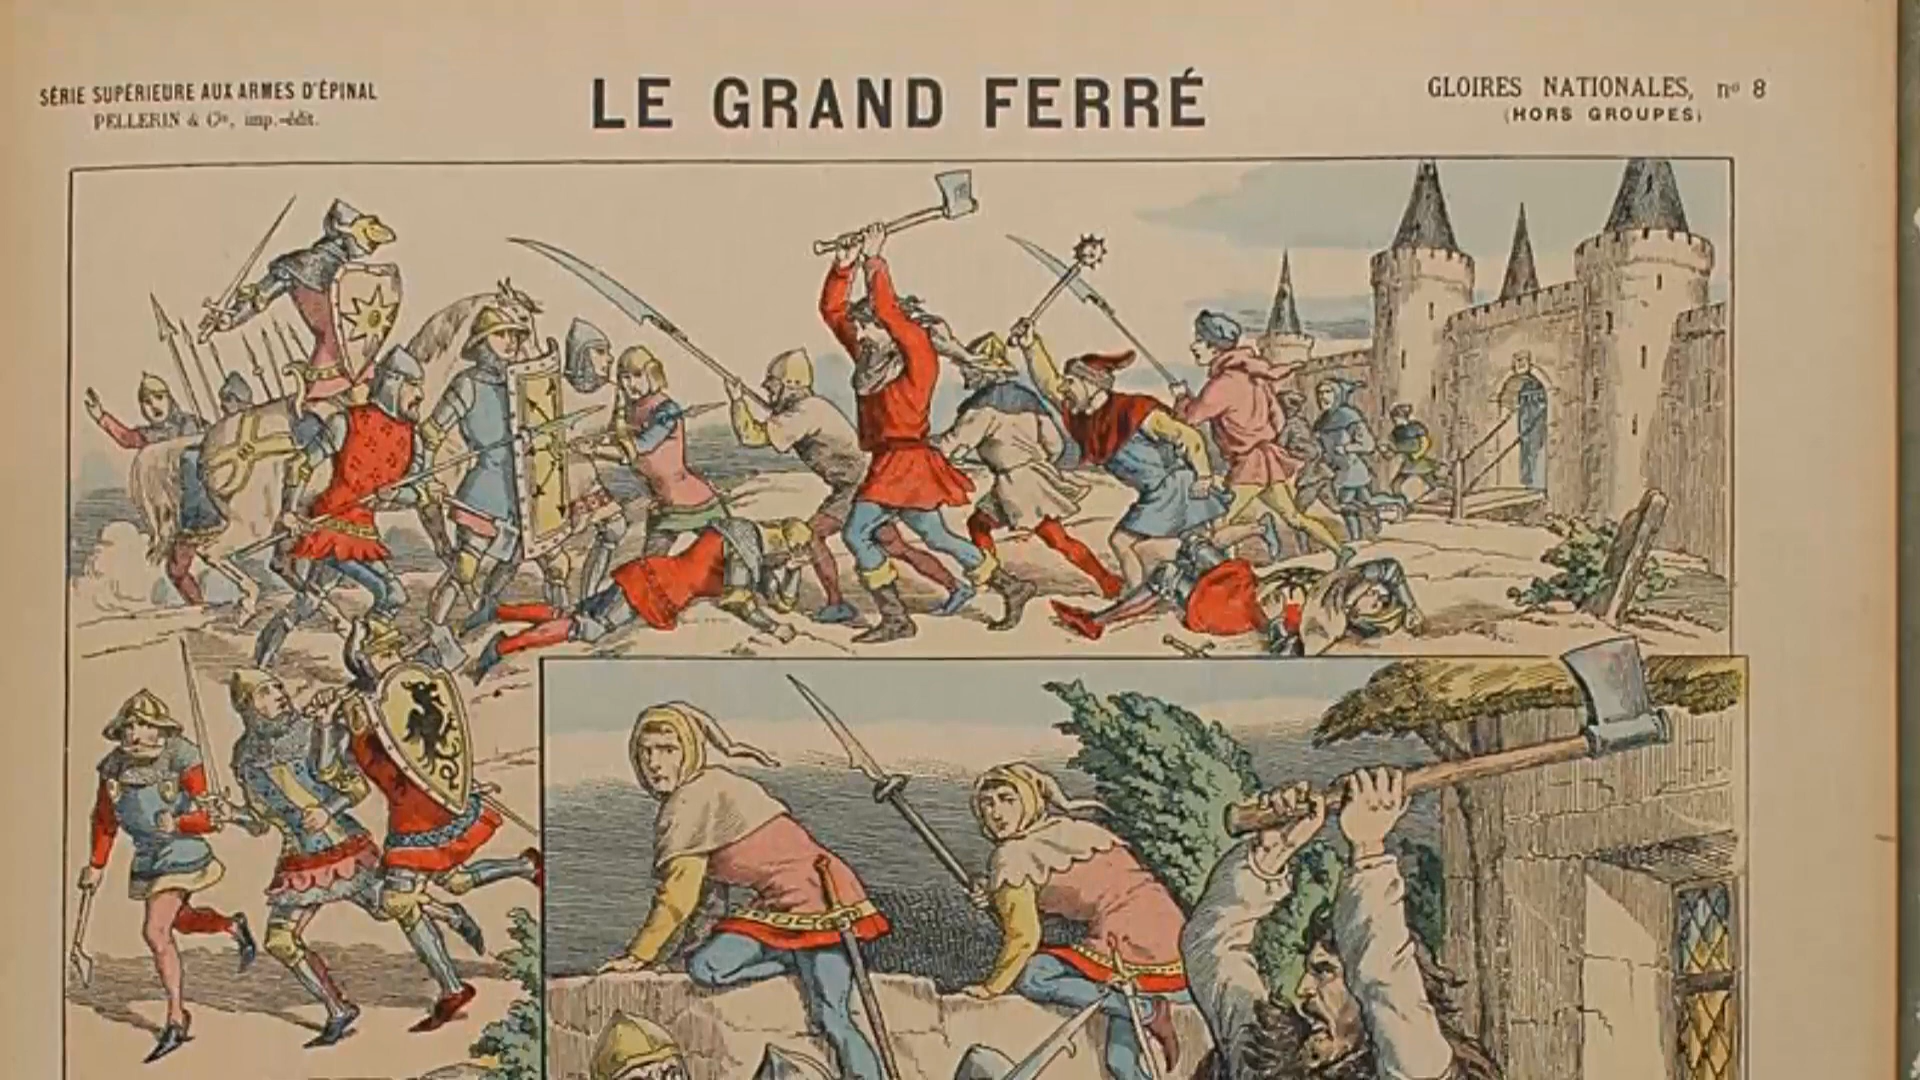 SÉRIE SUPÉRIEURE AUX ARMES D'ÉPINAL
PELLERIN & Cie, imp.-édit.
LE GRAND FERRÉ
GLOIRES NATIONALES, no 8
(HORS GROUPES)